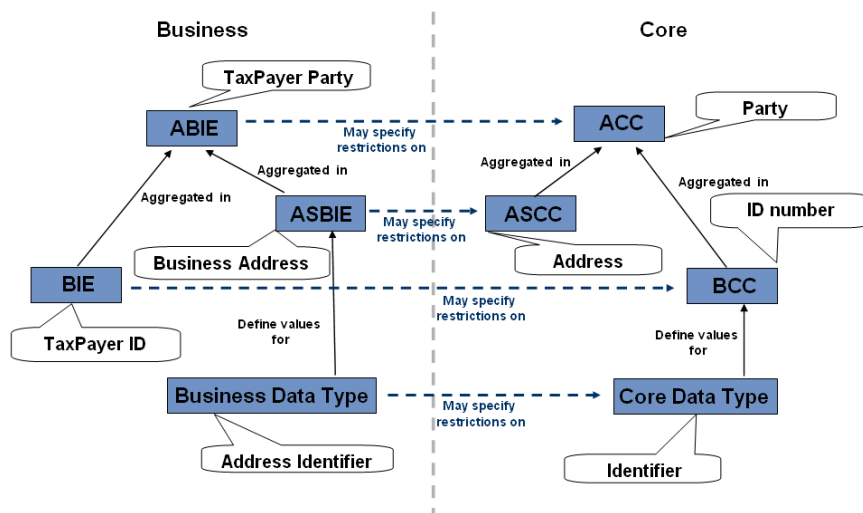 Business
Core
TaxPayer Party
ABIE
May specify
restrictions on
ACC
Party
Aggregated in
Aggregated in
Aggregated in
Aggregated in
ASBIE
May specify
restrictions on
ASCC
ID number
Business Address
Address
BIE
May specify
restrictions on
BCC
TaxPayer ID
Define values
for
Define values
for
Business Data Type
May specify
restrictions on
Core Data Type
Address Identifier
Identifier